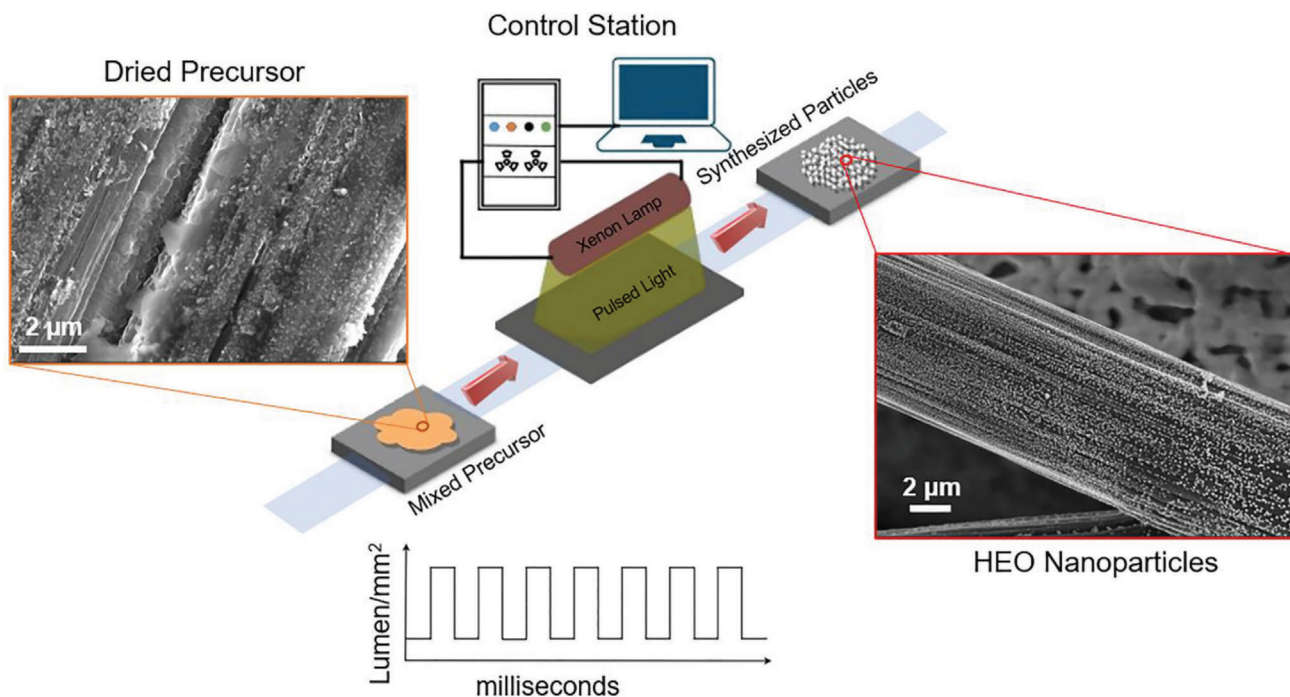 Control Station
Dried Precursor
2 µm
Xenon Lamp
Pulsed Light
Synthesized Particles
Mixed Precursor
2 µm
HEO Nanoparticles
Lumen/mm²
milliseconds